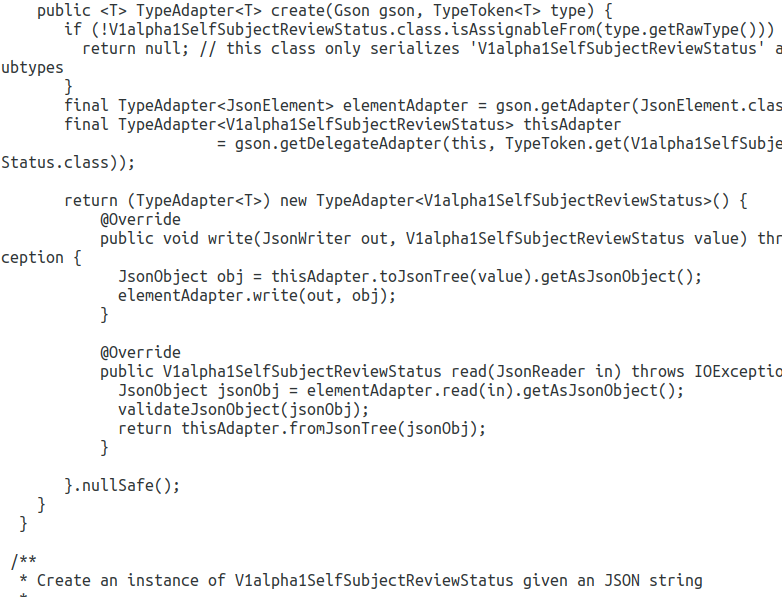 public <T> TypeAdapter<T> create(Gson gson, TypeToken<T> type) {
       if (!V1alpha1SelfSubjectReviewStatus.class.isAssignableFrom(type.getRawType()))
         return null; // this class only serializes 'V1alpha1SelfSubjectReviewStatus' a
ubtypes
       }
       final TypeAdapter<JsonElement> elementAdapter = gson.getAdapter(JsonElement.clas
       final TypeAdapter<V1alpha1SelfSubjectReviewStatus> thisAdapter
                        = gson.getDelegateAdapter(this, TypeToken.get(V1alpha1SelfSubje
Status.class));

       return (TypeAdapter<T>) new TypeAdapter<V1alpha1SelfSubjectReviewStatus>() {
           @Override
           public void write(JsonWriter out, V1alpha1SelfSubjectReviewStatus value) thr
ception {
             JsonObject obj = thisAdapter.toJsonTree(value).getAsJsonObject();
             elementAdapter.write(out, obj);
           }

           @Override
           public V1alpha1SelfSubjectReviewStatus read(JsonReader in) throws IOExceptio
             JsonObject jsonObj = elementAdapter.read(in).getAsJsonObject();
             validateJsonObject(jsonObj);
             return thisAdapter.fromJsonTree(jsonObj);
           }

       }.nullSafe();
    }
  }

 /**
  * Create an instance of V1alpha1SelfSubjectReviewStatus given an JSON string
  *